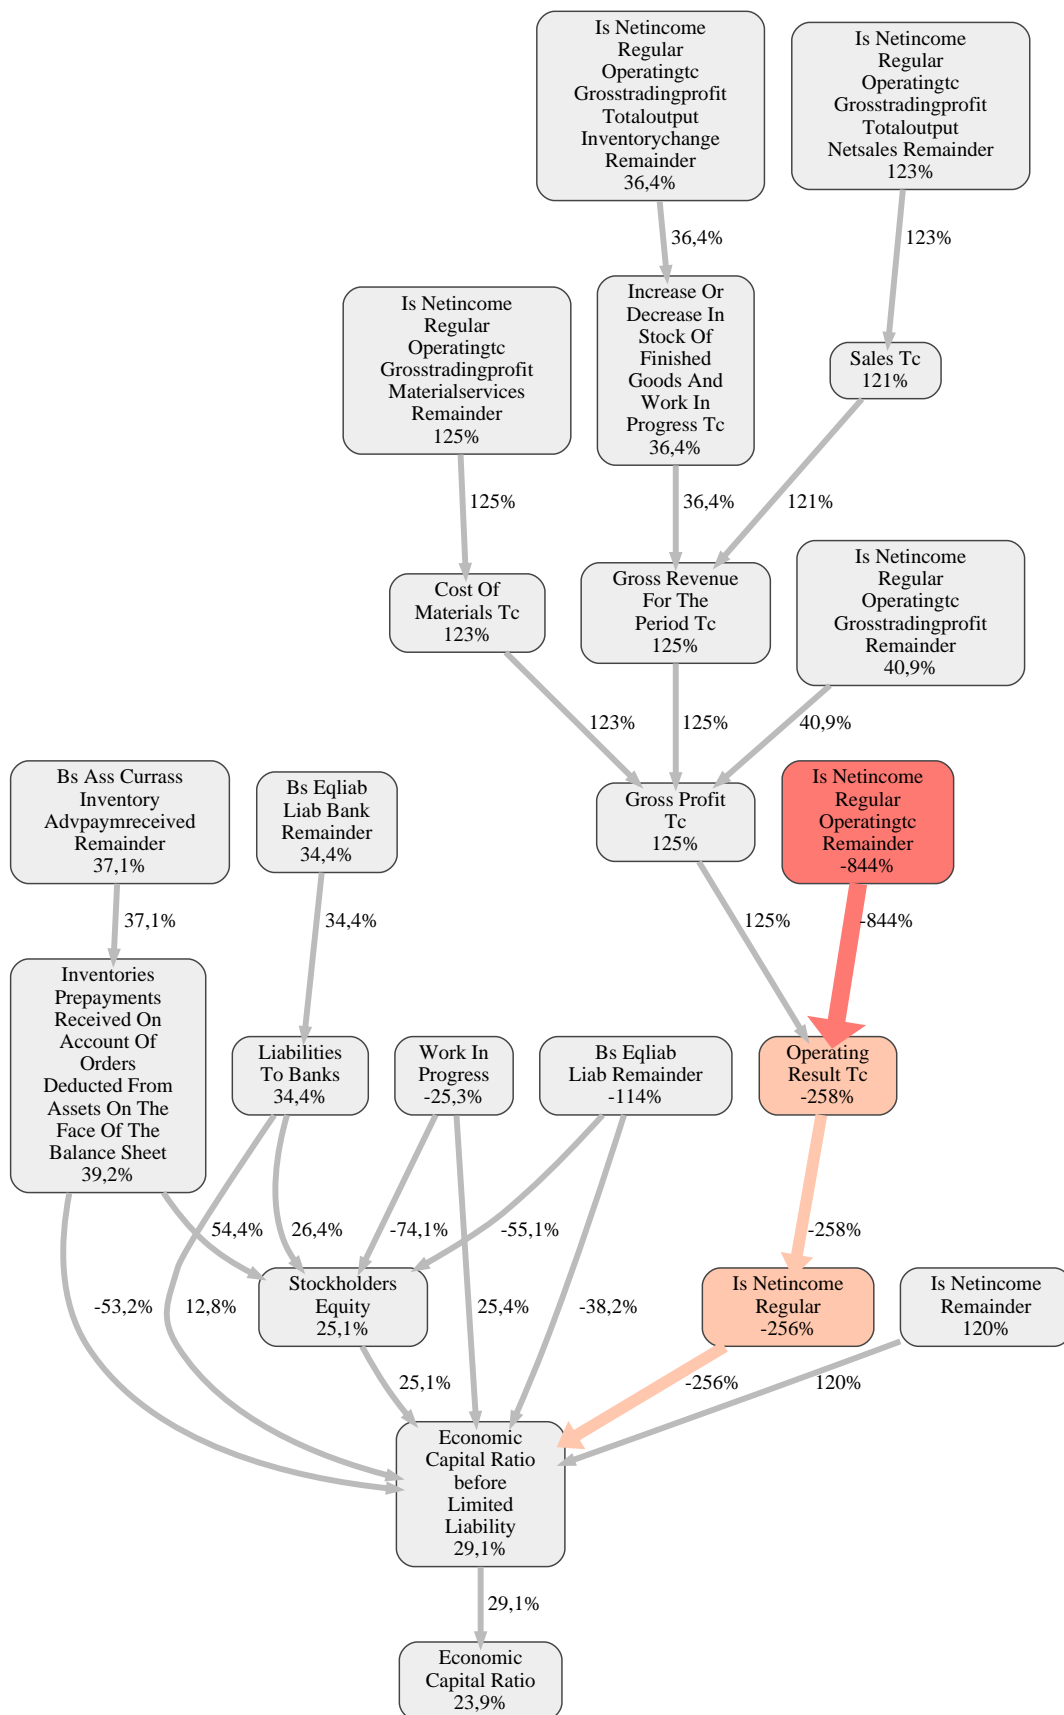 Is Netincome
Regular
Operatingtc
Grosstradingprofit
Totaloutput
Inventorychange
Remainder
36,4%
Is Netincome
Regular
Operatingtc
Grosstradingprofit
Totaloutput
Netsales Remainder
123%
36,4%
123%
Is Netincome
Regular
Operatingtc
Grosstradingprofit
Materialservices
Remainder
125%
Increase Or
Decrease In
Stock Of
Finished
Goods And
Work In
Progress Tc
36,4%
Sales Tc
121%
125%
36,4%
121%
Cost Of
Materials Tc
123%
Gross Revenue
For The
Period Tc
125%
Is Netincome
Regular
Operatingtc
Grosstradingprofit
Remainder
40,9%
123%
125%
40,9%
Bs Ass Currass
Inventory
Advpaymreceived
Remainder
37,1%
Bs Eqliab
Liab Bank
Remainder
34,4%
Gross Profit
Tc
125%
Is Netincome
Regular
Operatingtc
Remainder
-844%
37,1%
34,4%
125%
-844%
Inventories
Prepayments
Received On
Account Of
Orders
Deducted From
Assets On The
Face Of The
Balance Sheet
39,2%
Liabilities
To Banks
34,4%
Work In
Progress
-25,3%
Bs Eqliab
Liab Remainder
-114%
Operating
Result Tc
-258%
54,4%
26,4%
-74,1%
-55,1%
-258%
-53,2%
12,8%
Stockholders
Equity
25,1%
25,4%
-38,2%
Is Netincome
Regular
-256%
Is Netincome
Remainder
120%
25,1%
-256%
120%
Economic
Capital Ratio
before
Limited
Liability
29,1%
29,1%
Economic
Capital Ratio
23,9%